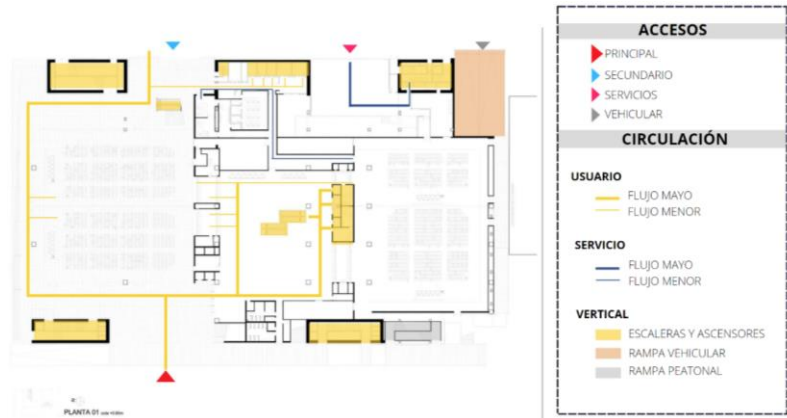 ACCESOS
PRINCIPAL
SECUNDARIO
SERVICIOS
VEHICULAR
CIRCULACIÓN
USUARIO
FLUJO MAYO
FLUJO MENOR
SERVICIO
FLUJO MAYO
FLUJO MENOR
VERTICAL
ESCALERAS Y ASCENSORES
RAMPA VEHICULAR
RAMPA PEATONAL
PLANTA 01